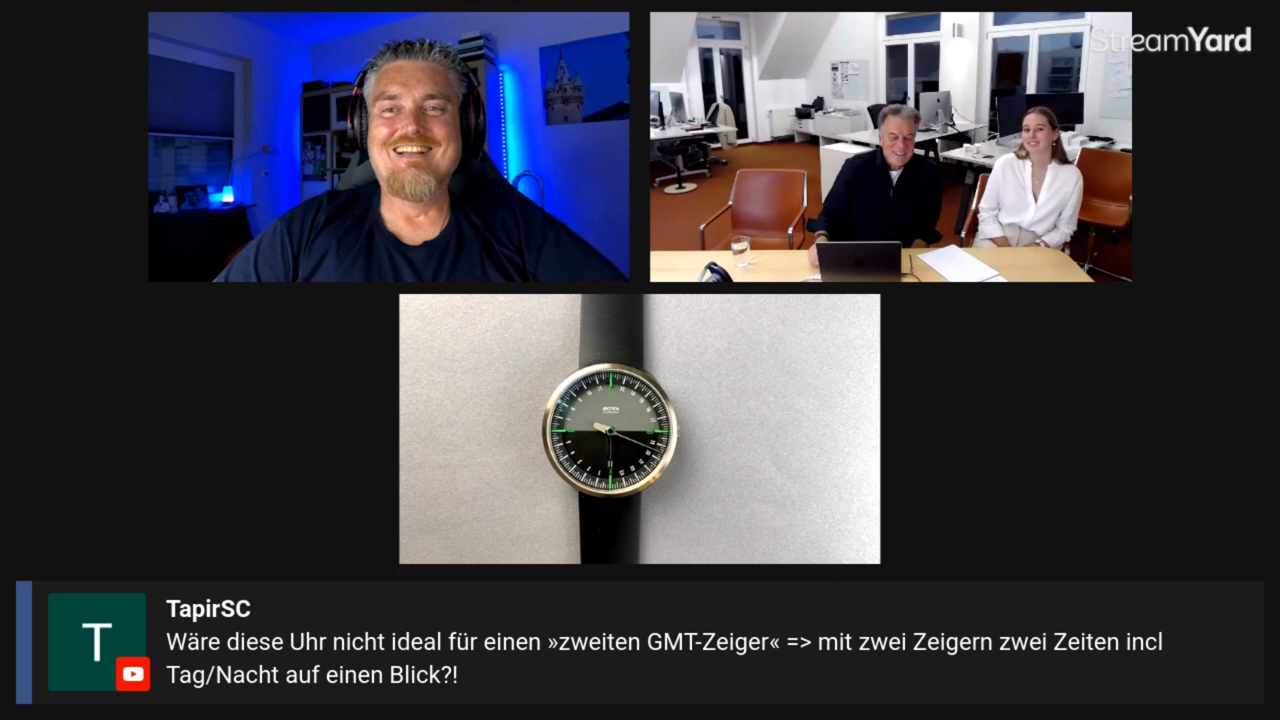 StreamYard
BOTTA
T
TapirSC
Wäre diese Uhr nicht ideal für einen »zweiten GMT-Zeiger« => mit zwei Zeigern zwei Zeiten incl
Tag/Nacht auf einen Blick?!